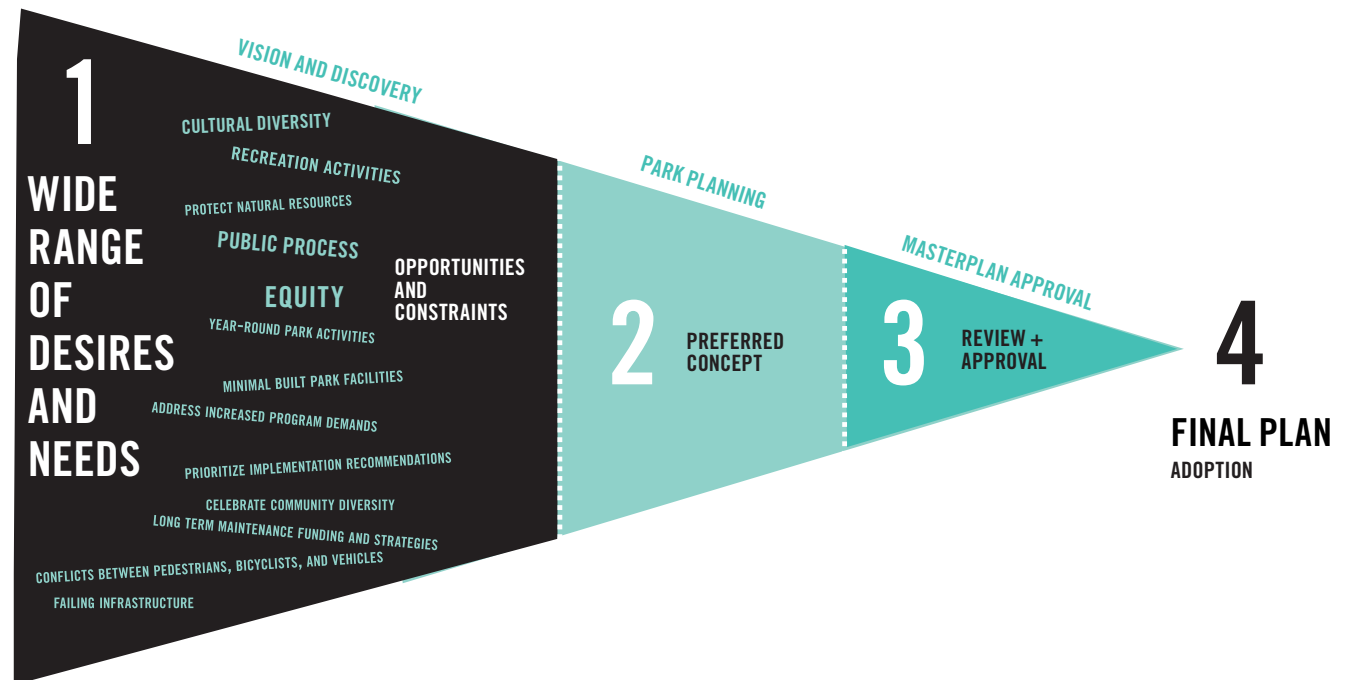 1
WIDE
RANGE
OF
DESIRES
AND
NEEDS
VISION AND DISCOVERY
CULTURAL DIVERSITY
RECREATION ACTIVITIES
PROTECT NATURAL RESOURCES
PUBLIC PROCESS
EQUITY
YEAR-ROUND PARK ACTIVITIES
MINIMAL BUILT PARK FACILITIES
ADDRESS INCREASED PROGRAM DEMANDS
PRIORITIZE IMPLEMENTATION RECOMMENDATIONS
CELEBRATE COMMUNITY DIVERSITY
LONG TERM MAINTENANCE FUNDING AND STRATEGIES
CONFLICTS BETWEEN PEDESTRIANS, BICYCLISTS, AND VEHICLES
FAILING INFRASTRUCTURE
OPPORTUNITIES
AND
CONSTRAINTS
PARK PLANNING
2
PREFERRED
CONCEPT
MASTERPLAN APPROVAL
3
REVIEW +
APPROVAL
4
FINAL PLAN
ADOPTION